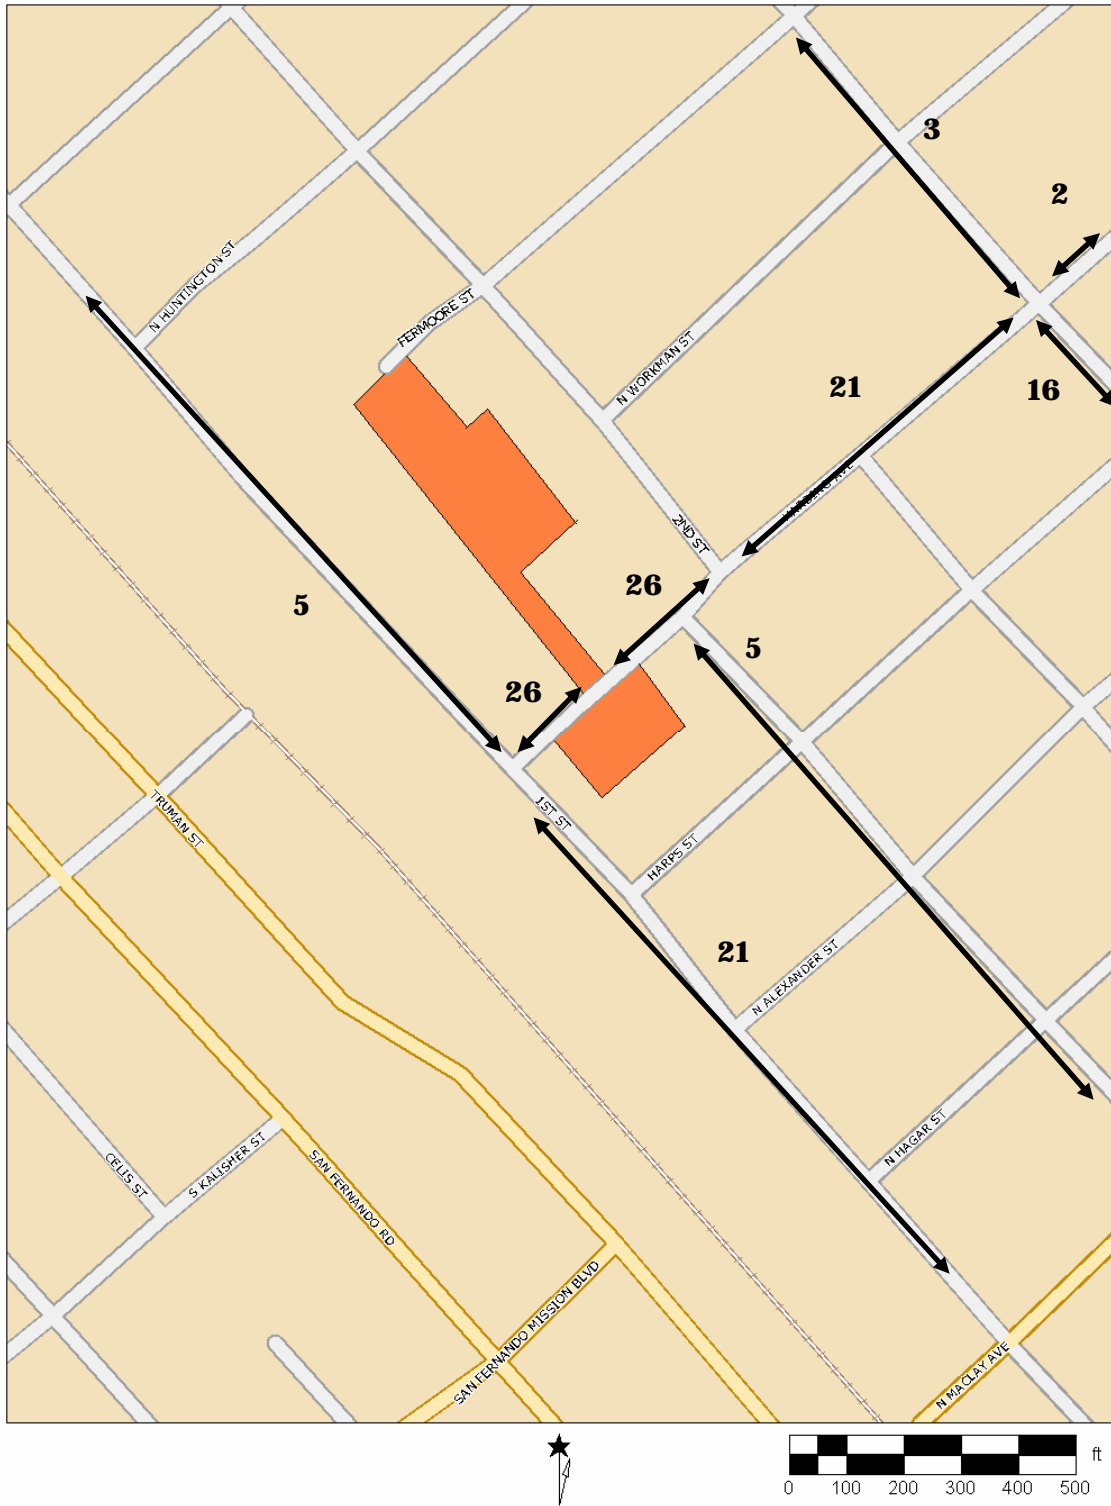 3
2
N HUNTINGTON ST
FERMOORE ST
N WORKMAN ST
21
16
HARDING AVE
2ND ST
26
5
5
26
TRUMAN ST
1ST ST
HARPS ST
21
N ALEXANDER ST
N HAGAR ST
CELIS ST
S KALISHER ST
SAN FERNANDO RD
SAN FERNANDO MISSION BLVD
N MACLAY AVE
ft
0 100 200 300 400 500